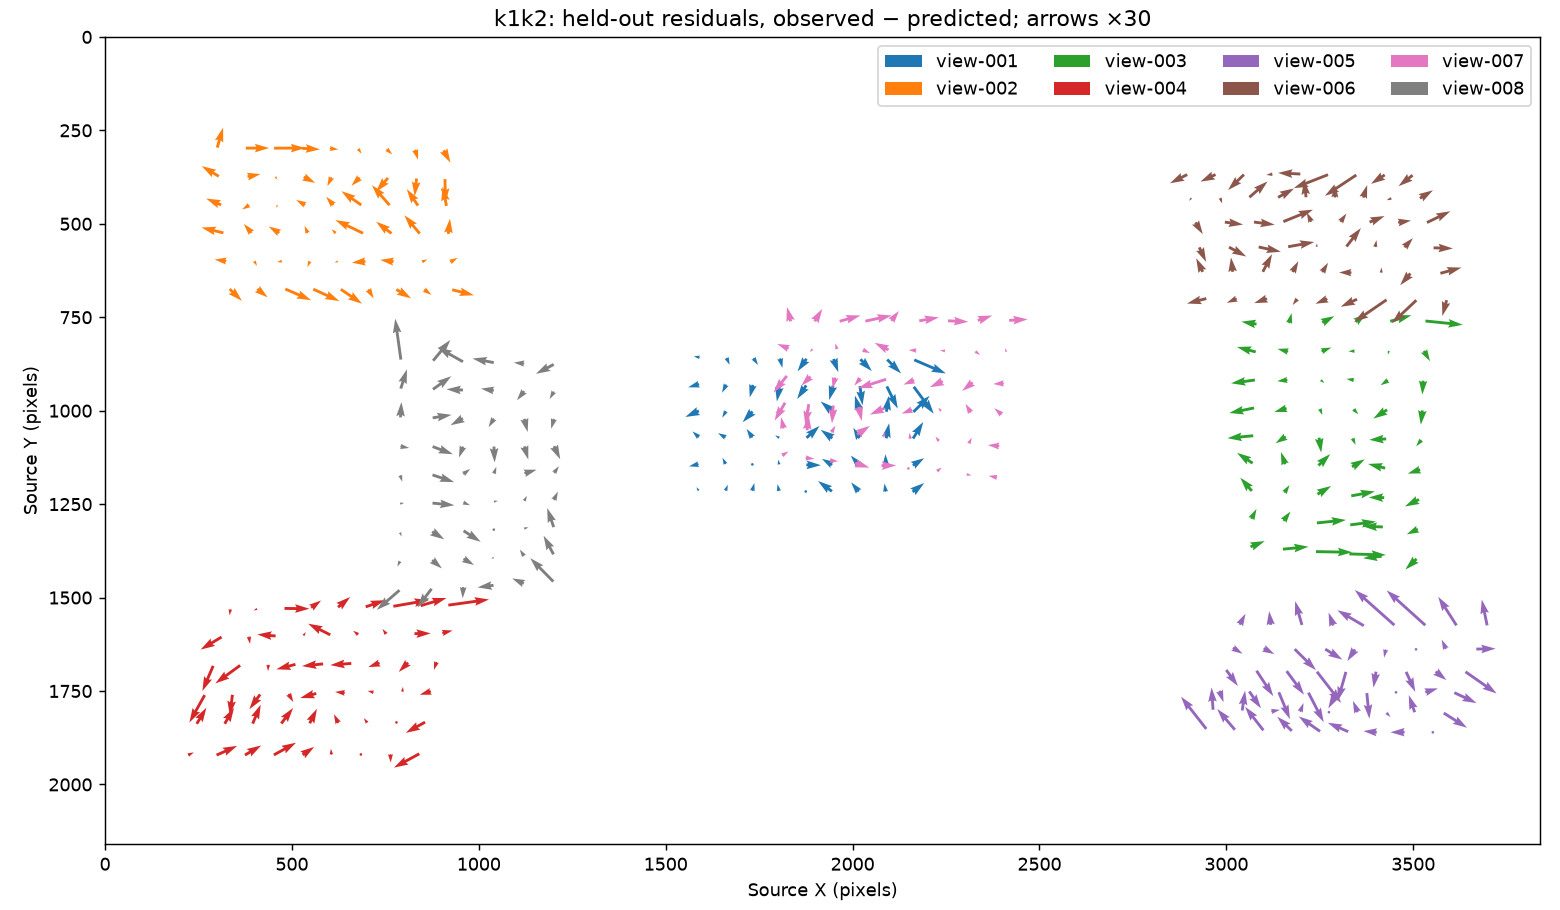 k1k2: held-out residuals, observed − predicted; arrows ×30
view-001 view-003 view-005 view-007
view-002 view-004 view-006 view-008
0
250
500
750
1000
1250
1500
1750
2000
Source Y (pixels)
0 500 1000 1500 2000 2500 3000 3500
Source X (pixels)